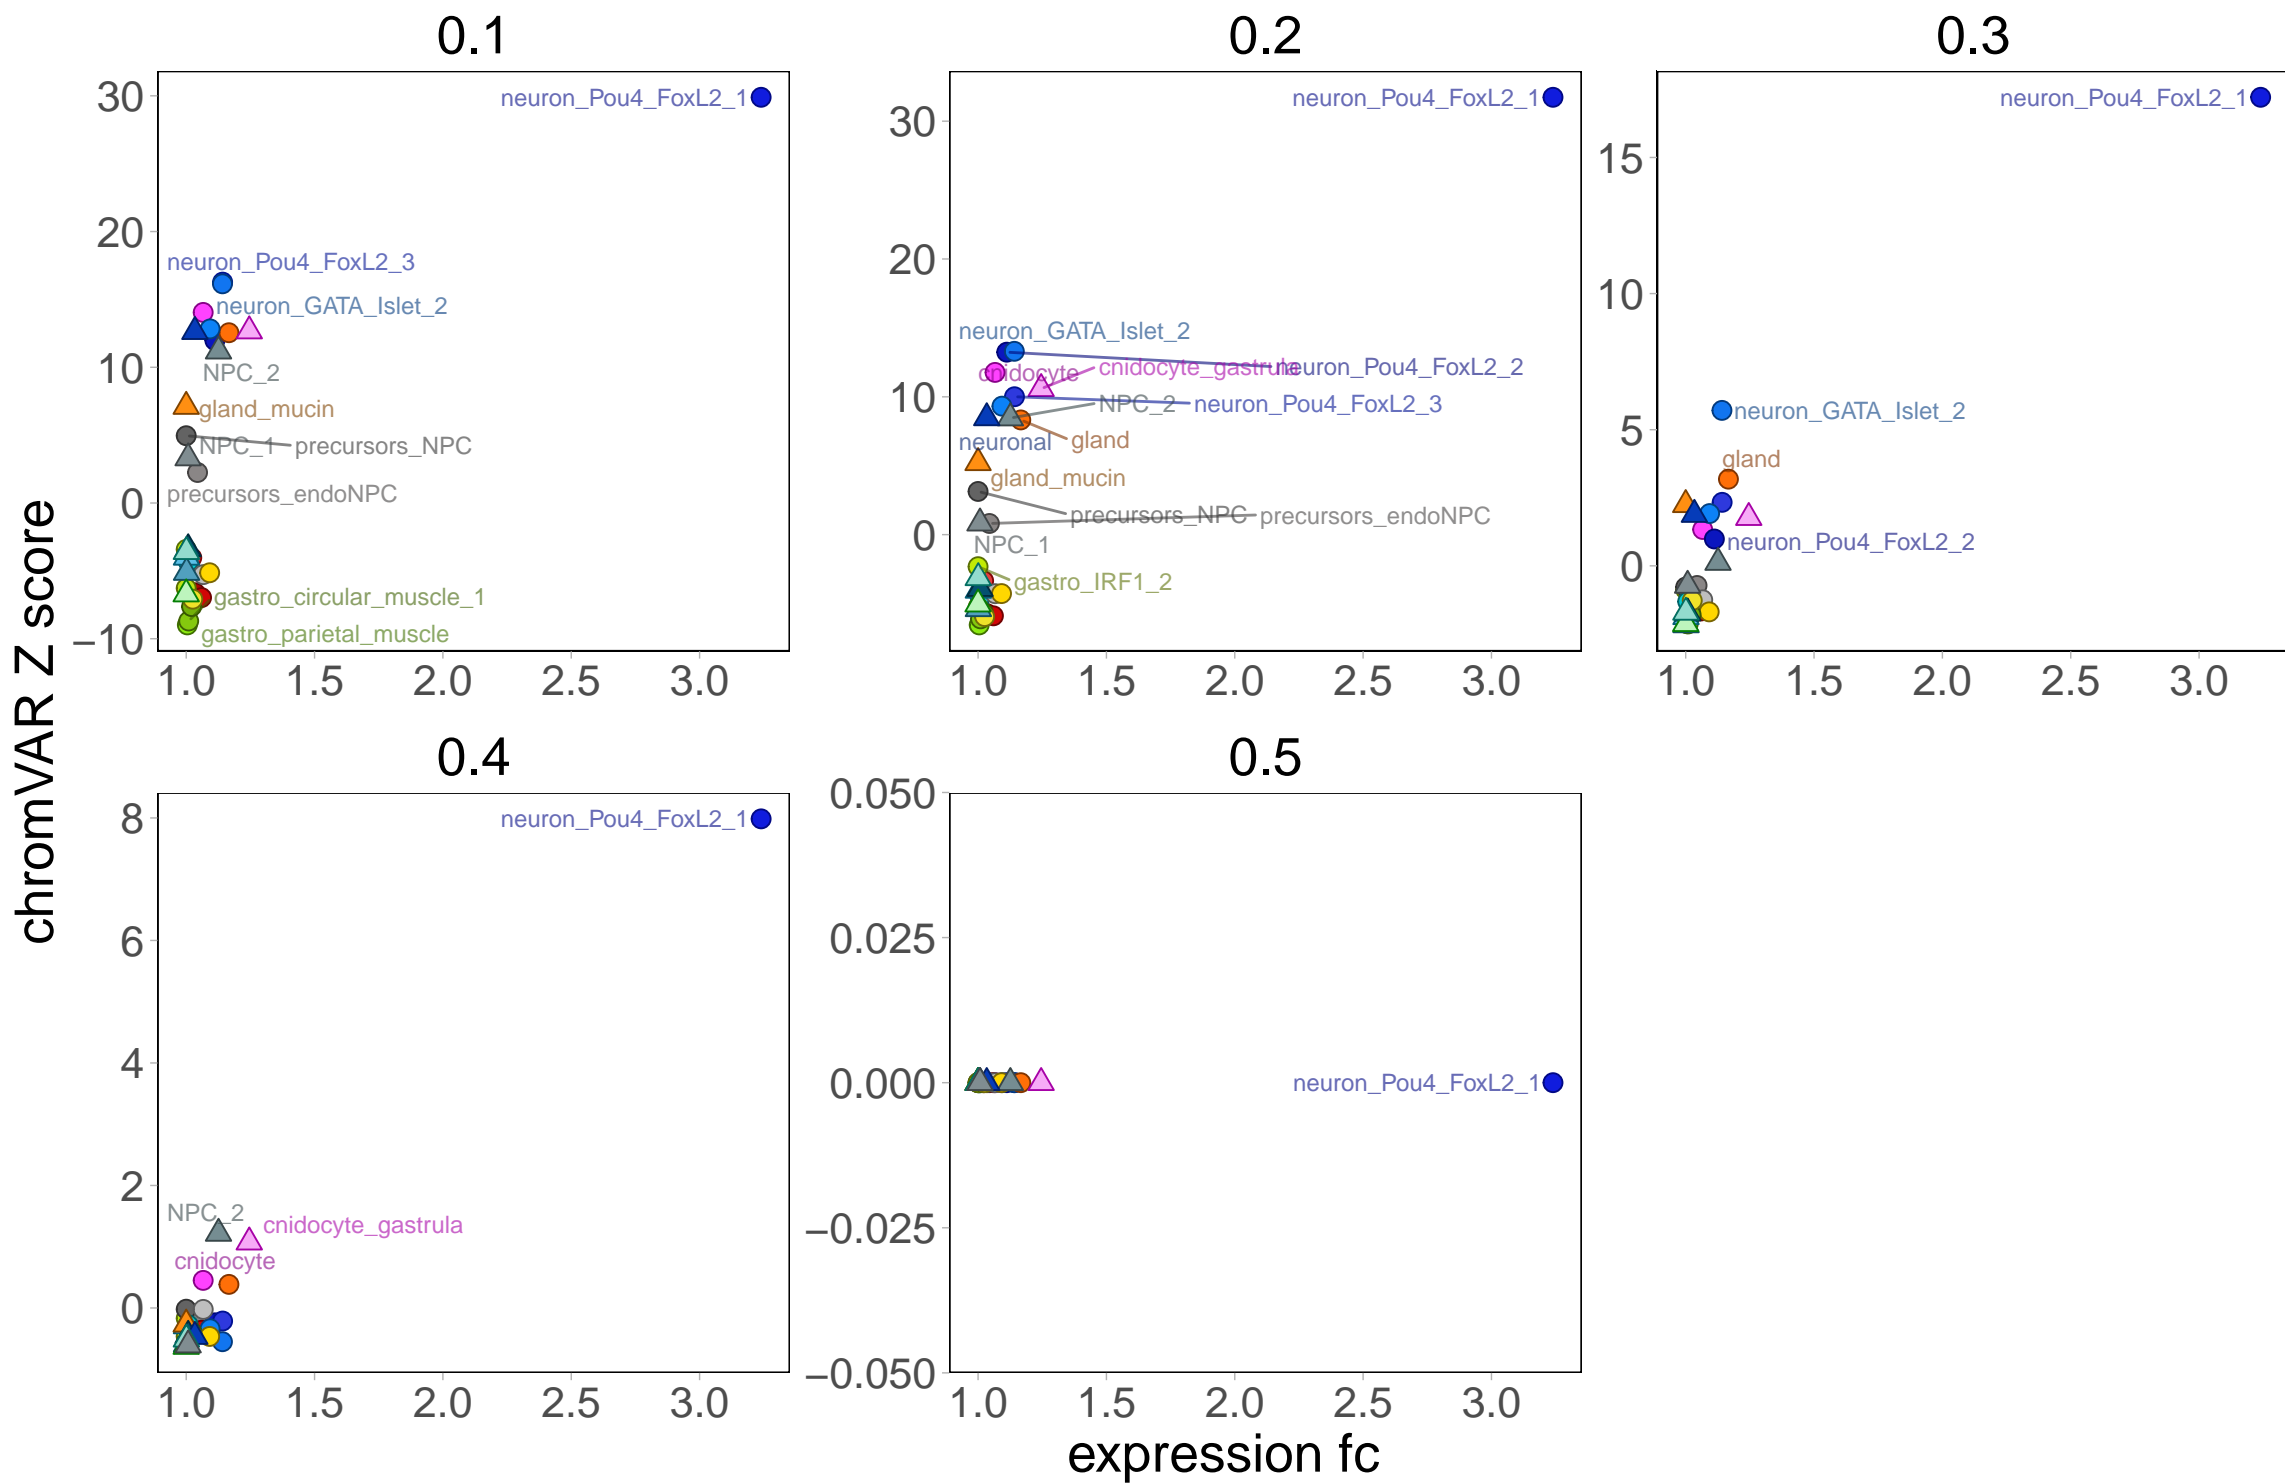 0.1
30
20
10
0
−10
neuron_Pou4_FoxL2_1
neuron_Pou4_FoxL2_3
neuron_GATA_Islet_2
NPC_2
gland_mucin
NPC_1
precursors_NPC
precursors_endoNPC
gastro_circular_muscle_1
gastro_parietal_muscle
1.0 1.5 2.0 2.5 3.0
0.2
30
20
10
0
neuron_Pou4_FoxL2_1
neuron_GATA_Islet_2
cnidocyte
cnidocyte_gastrula
neuron_Pou4_FoxL2_2
NPC_2
neuron_Pou4_FoxL2_3
neuronal
gland
gland_mucin
precursors_NPC
precursors_endoNPC
NPC_1
gastro_IRF1_2
1.0 1.5 2.0 2.5 3.0
0.3
15
10
5
0
neuron_Pou4_FoxL2_1
neuron_GATA_Islet_2
gland
neuron_Pou4_FoxL2_2
1.0 1.5 2.0 2.5 3.0
chromVAR Z score
0.4
8
6
4
2
0
neuron_Pou4_FoxL2_1
NPC_2
cnidocyte_gastrula
cnidocyte
1.0 1.5 2.0 2.5 3.0
0.5
0.050
0.025
0.000
−0.025
−0.050
neuron_Pou4_FoxL2_1
1.0 1.5 2.0 2.5 3.0
expression fc